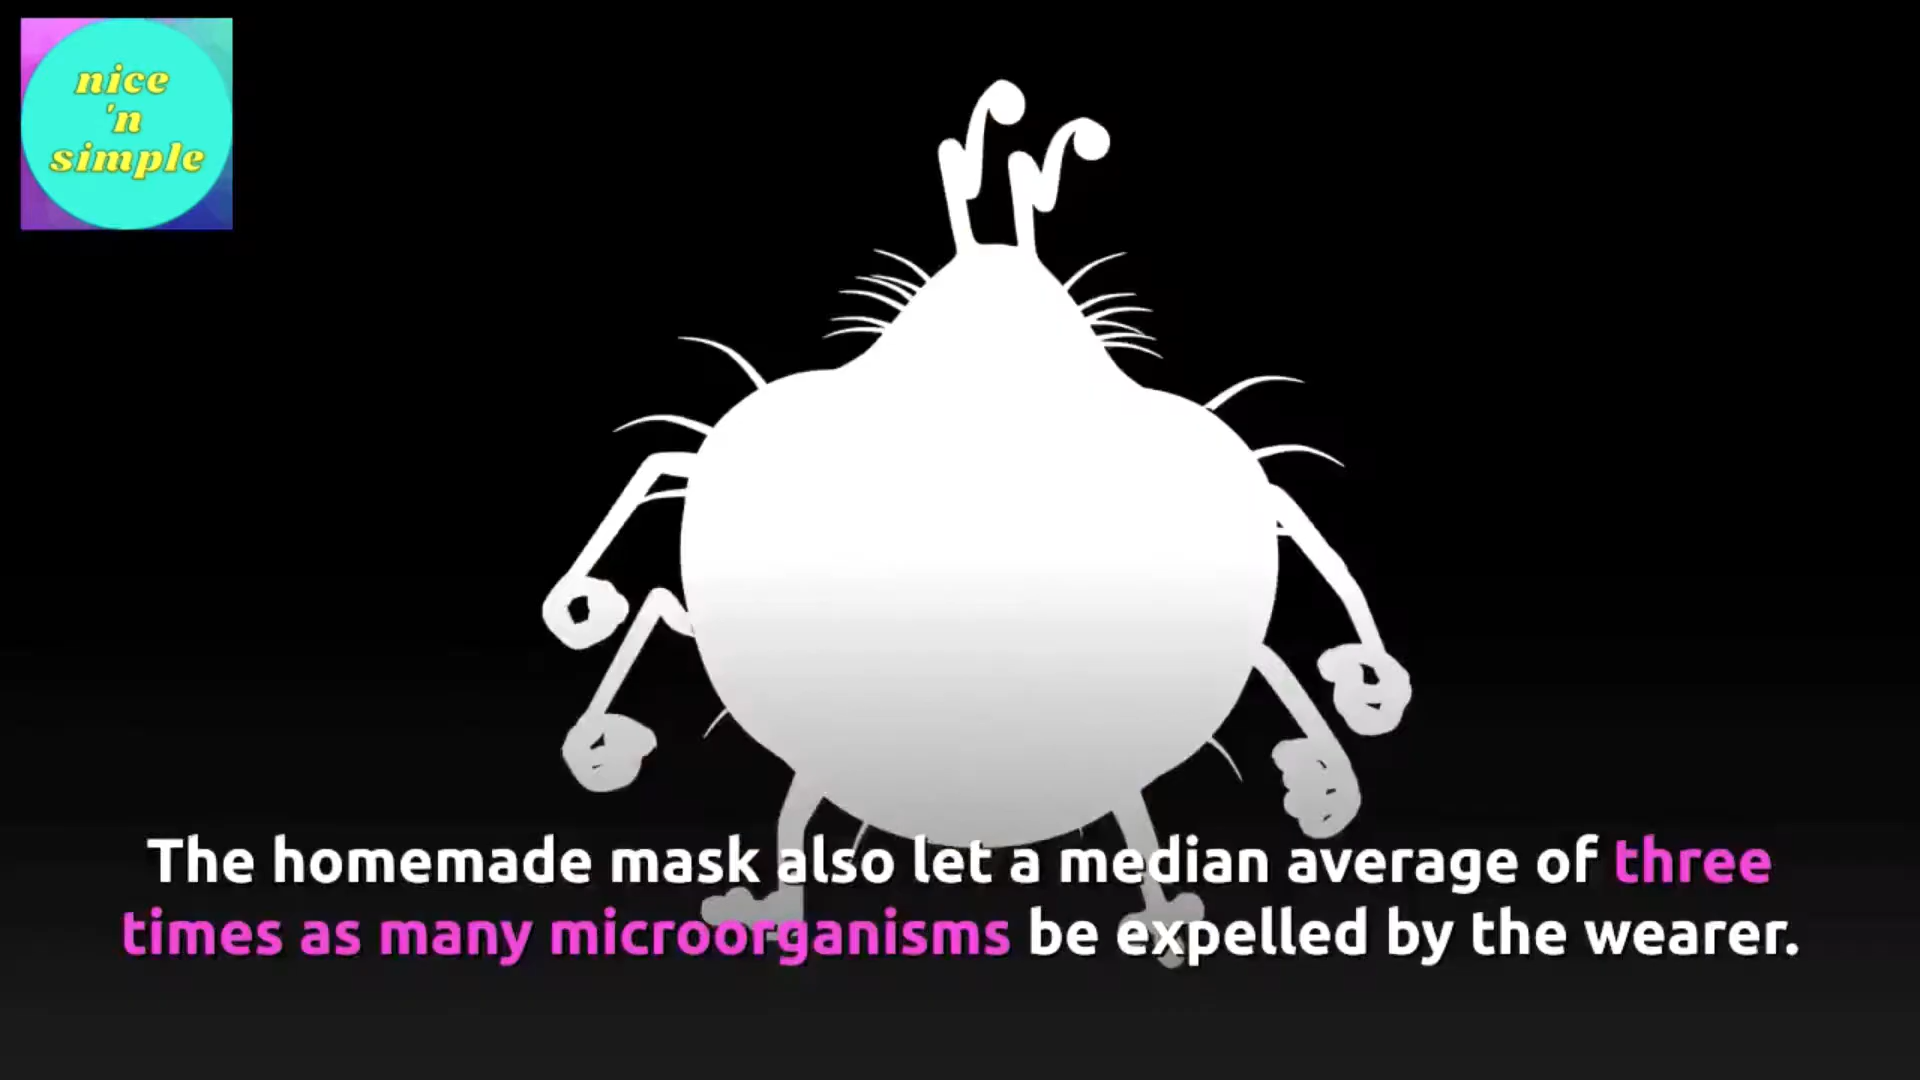 nice
'n
simple
The homemade mask also let a median average of three
times as many microorganisms be expelled by the wearer.